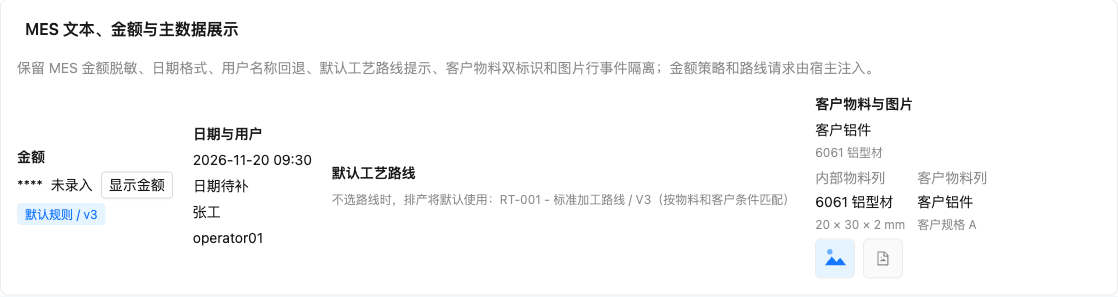 MES 文本、金额与主数据展示
保留 MES 金额脱敏、日期格式、用户名称回退、默认工艺路线提示、客户物料双标识和图片行事件隔离；金额策略和路线请求由宿主注入。
金额
**** 未录入 显示金额
默认规则 / v3
日期与用户
2026-11-20 09:30
日期待补
张工
operator01
默认工艺路线
不选路线时，排产将默认使用：RT-001 - 标准加工路线 / V3（按物料和客户条件匹配）
客户物料与图片
客户铝件
6061 铝型材
内部物料列 客户物料列
6061 铝型材 客户铝件
20 × 30 × 2 mm 客户规格 A